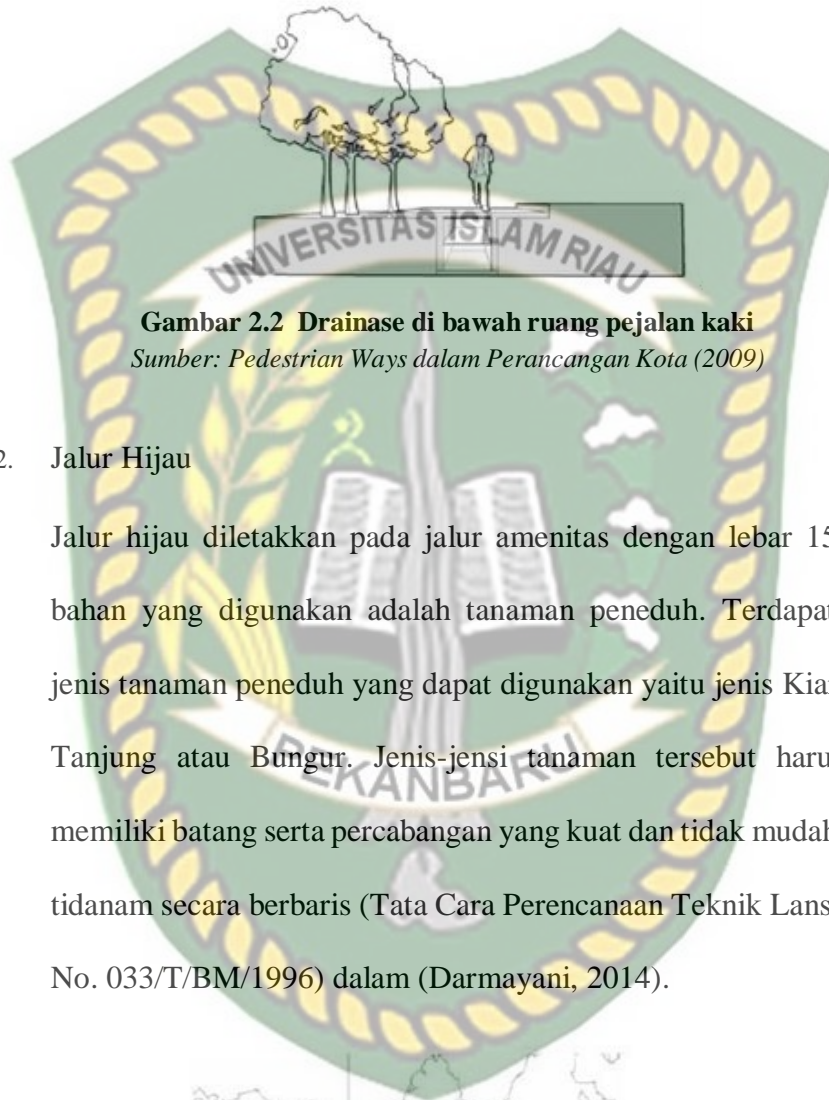 UNIVERSITAS ISLAM RIAU
Gambar 2.2 Drainase di bawah ruang pejalan kaki
Sumber: Pedestrian Ways dalam Perancangan Kota (2009)
2. Jalur Hijau
Jalur hijau diletakkan pada jalur amenitas dengan lebar 15
bahan yang digunakan adalah tanaman peneduh. Terdapat
jenis tanaman peneduh yang dapat digunakan yaitu jenis
Tanjung atau Bungur. Jenis-jensi tanaman tersebut
memiliki batang serta percabangan yang kuat dan tidak mudah
tidanam secara berbaris (Tata Cara Perencanaan Teknik
No. 033/T/BM/1996) dalam (Darmayani, 2014).
PEKANBARU